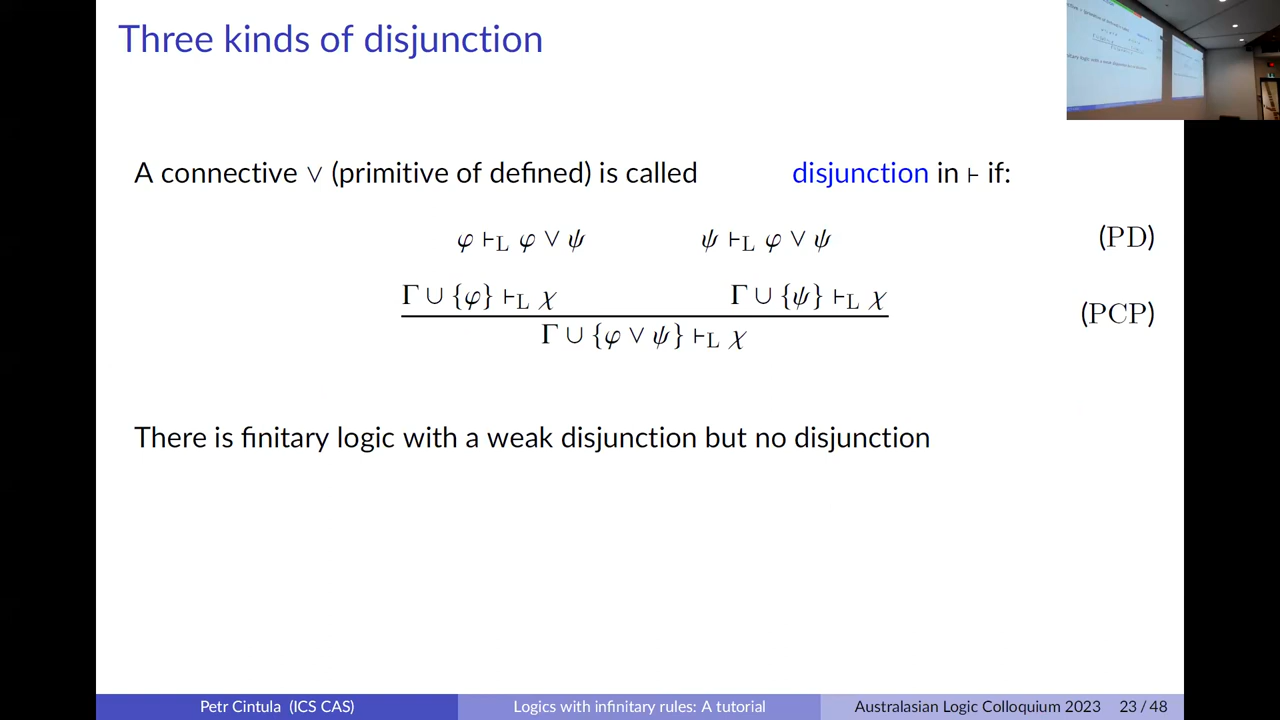 Three kinds of disjunction
A connective ∨ (primitive of defined) is called disjunction in ⊢ if:
φ ⊢L φ ∨ ψ ψ ⊢L φ ∨ ψ (PD)
Γ ∪ {φ} ⊢L χ Γ ∪ {ψ} ⊢L χ
Γ ∪ {φ ∨ ψ} ⊢L χ (PCP)
There is finitary logic with a weak disjunction but no disjunction
Petr Cintula (ICS CAS) Logics with infinitary rules: A tutorial Australasian Logic Colloquium 2023 23 / 48